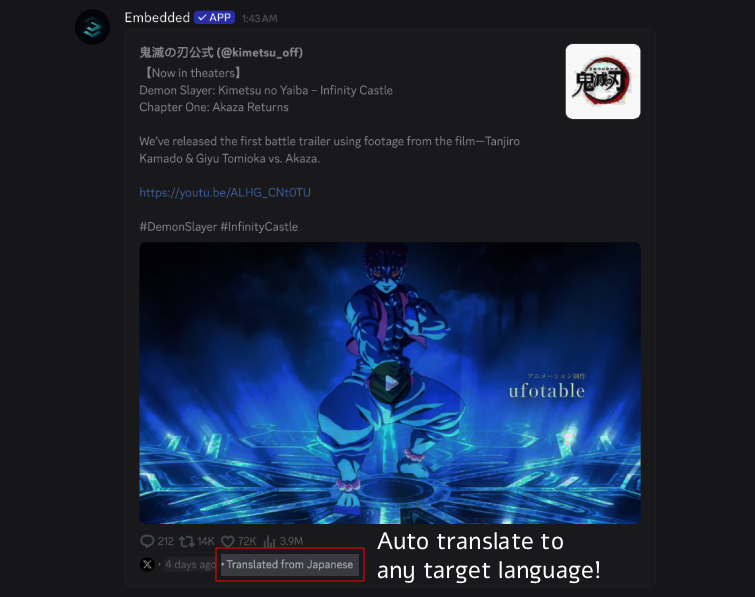 Embedded ✓ APP 1:43 AM
鬼滅の刃公式 (@kimetsu_off)
【Now in theaters】
Demon Slayer: Kimetsu no Yaiba – Infinity Castle
Chapter One: Akaza Returns
We've released the first battle trailer using footage from the film—Tanjiro
Kamado & Giyu Tomioka vs. Akaza.
https://youtu.be/ALHG_CNt0TU
#DemonSlayer #InfinityCastle
鬼滅刃
アニメーション制作
ufotable
212 14K 72K 3.9M
X • 4 days ago • Translated from Japanese
Auto translate to
any target language!